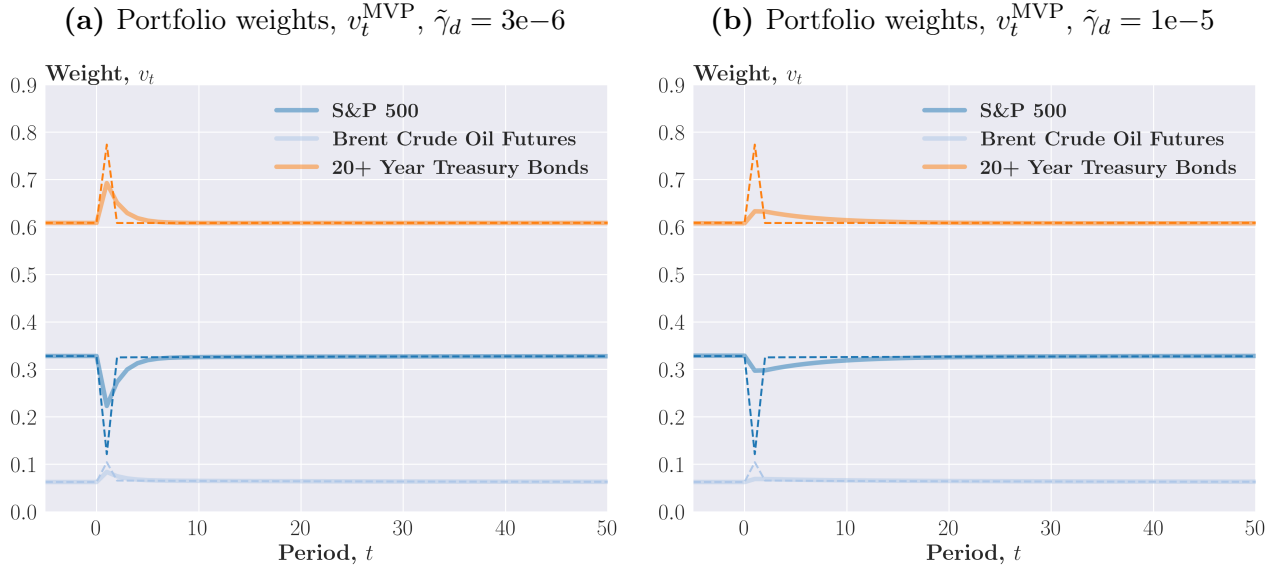 (a) Portfolio weights, v_t^MVP, γ̃_d = 3e−6
Weight, v_t
0.9
0.8
0.7
0.6
0.5
0.4
0.3
0.2
0.1
0.0
S&P 500
Brent Crude Oil Futures
20+ Year Treasury Bonds
0 10 20 30 40 50
Period, t
(b) Portfolio weights, v_t^MVP, γ̃_d = 1e−5
Weight, v_t
0.9
0.8
0.7
0.6
0.5
0.4
0.3
0.2
0.1
0.0
S&P 500
Brent Crude Oil Futures
20+ Year Treasury Bonds
0 10 20 30 40 50
Period, t